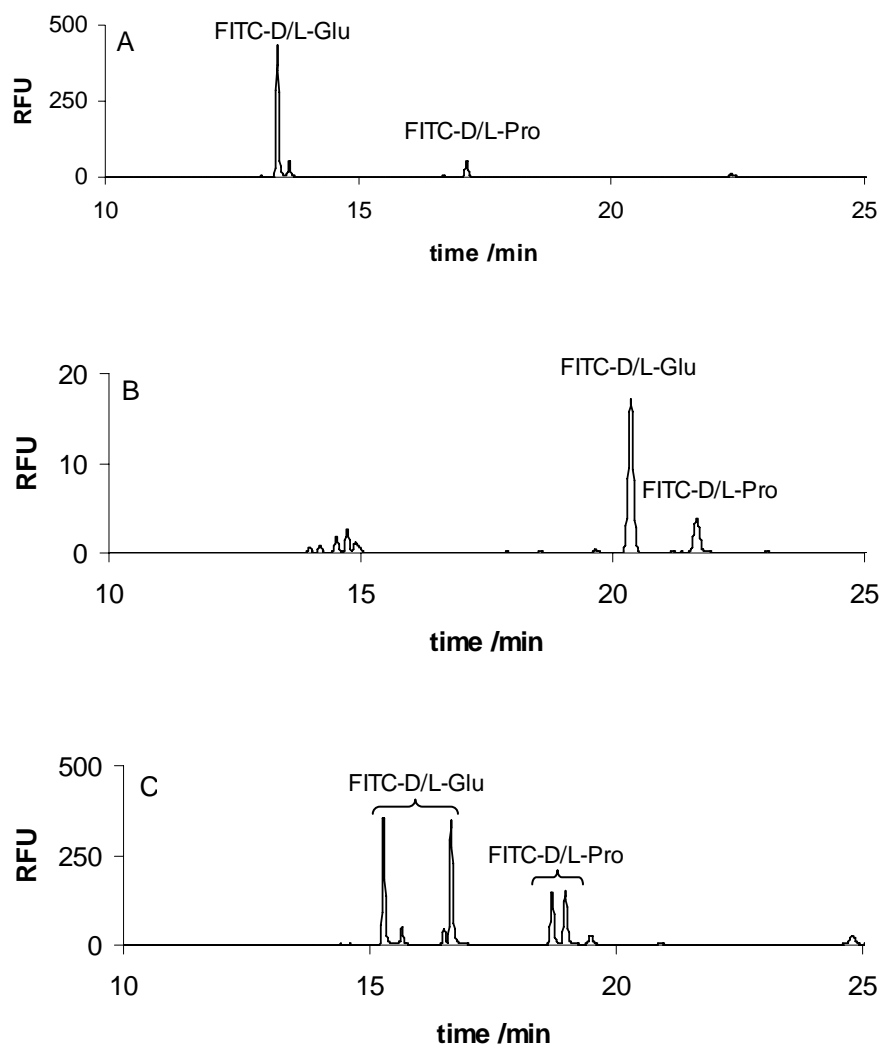 A
FITC-D/L-Glu
500
250
0
RFU
FITC-D/L-Pro
10 15 20 25
time /min
B
FITC-D/L-Glu
20
10
0
RFU
FITC-D/L-Pro
10 15 20 25
time /min
C
FITC-D/L-Glu
500
250
0
RFU
FITC-D/L-Pro
10 15 20 25
time /min